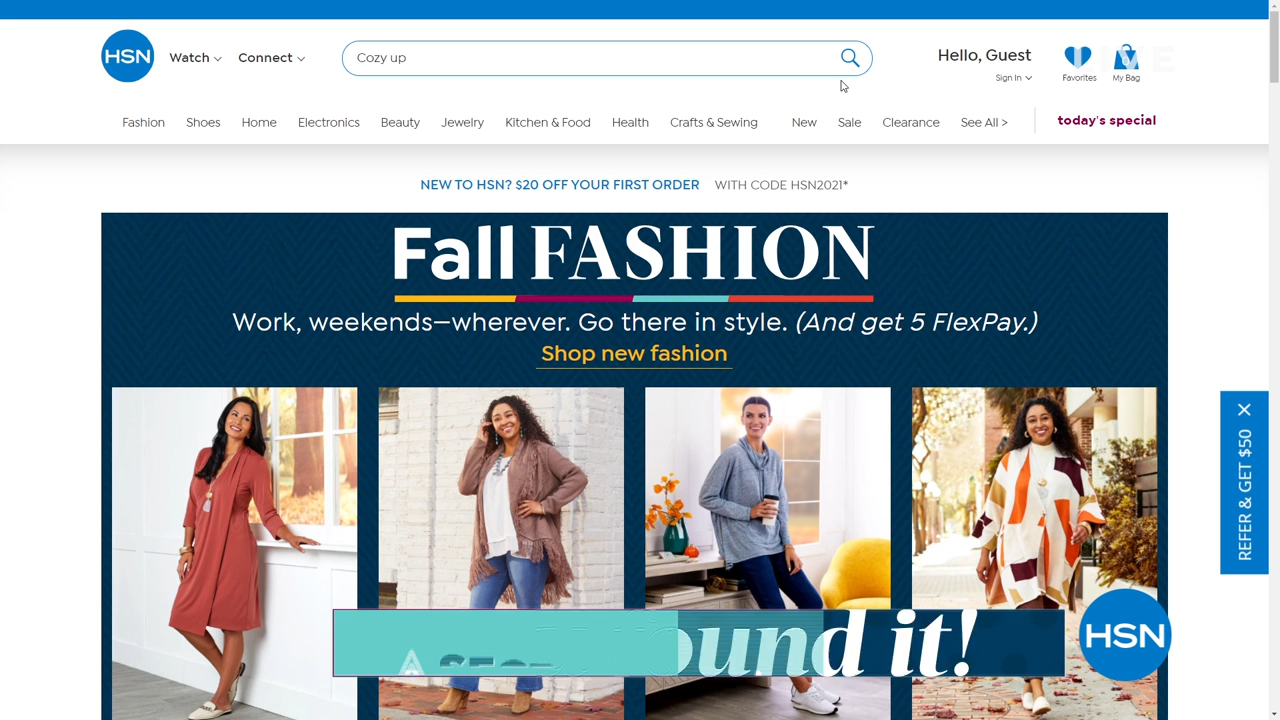 HSN
Watch
Connect
Cozy up
Hello, Guest
Sign In
Favorites
My Bag
Fashion
Shoes
Home
Electronics
Beauty
Jewelry
Kitchen & Food
Health
Crafts & Sewing
New
Sale
Clearance
See All >
today's special
NEW TO HSN? $20 OFF YOUR FIRST ORDER WITH CODE HSN2021*
Fall FASHION
Work, weekends—wherever. Go there in style. (And get 5 FlexPay.)
Shop new fashion
REFER & GET $50
it!
HSN